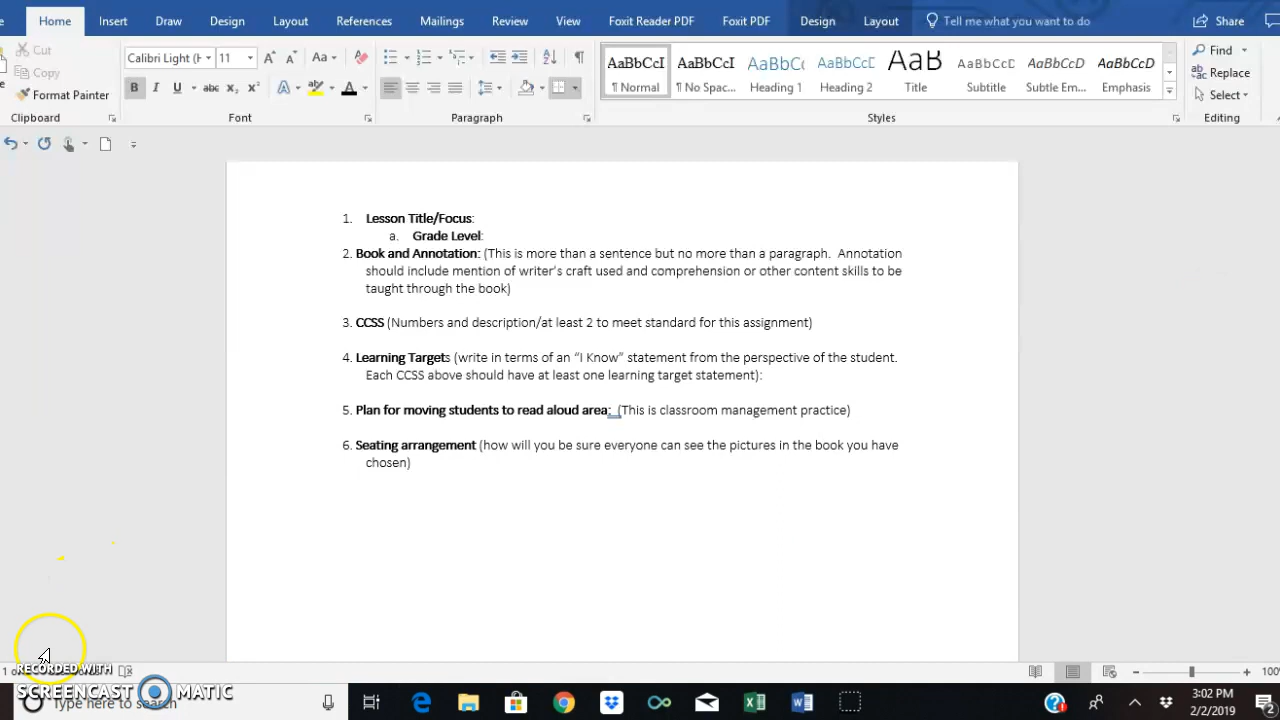 Home Insert Draw Design Layout References Mailings Review View Foxit Reader PDF Foxit PDF Design Layout Tell me what you want to do Share
Cut
Copy
Format Painter
Calibri Light (H 11 Aa
B I U abc x₂ x² A A
AaBbCcI AaBbCcI AaBbC AaBbCcC AaB AaBbCcC AaBbCcD AaBbCcD
¶ Normal ¶ No Spac... Heading 1 Heading 2 Title Subtitle Subtle Em... Emphasis
Find
Replace
Select
Clipboard Font Paragraph Styles Editing
1. Lesson Title/Focus:
a. Grade Level:
2. Book and Annotation: (This is more than a sentence but no more than a paragraph. Annotation
should include mention of writer's craft used and comprehension or other content skills to be
taught through the book)
3. CCSS (Numbers and description/at least 2 to meet standard for this assignment)
4. Learning Targets (write in terms of an “I Know” statement from the perspective of the student.
Each CCSS above should have at least one learning target statement):
5. Plan for moving students to read aloud area: (This is classroom management practice)
6. Seating arrangement (how will you be sure everyone can see the pictures in the book you have
chosen)
RECORDED WITH
SCREENCAST MATIC
100%
Type here to search
3:02 PM
2/2/2019
2